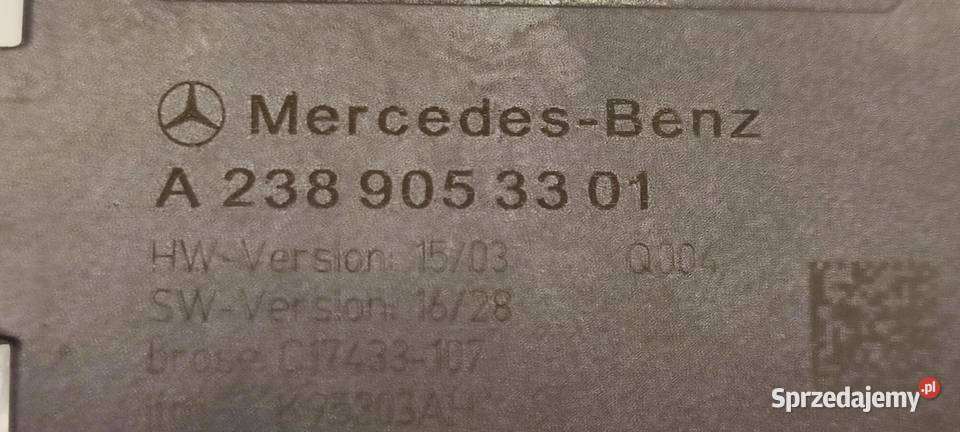 Mercedes-Benz
A 238 905 33 01
HW-Version: 15/03 Q004
SW-Version: 16/28
brose C17433-107
Sprzedajemy.pl